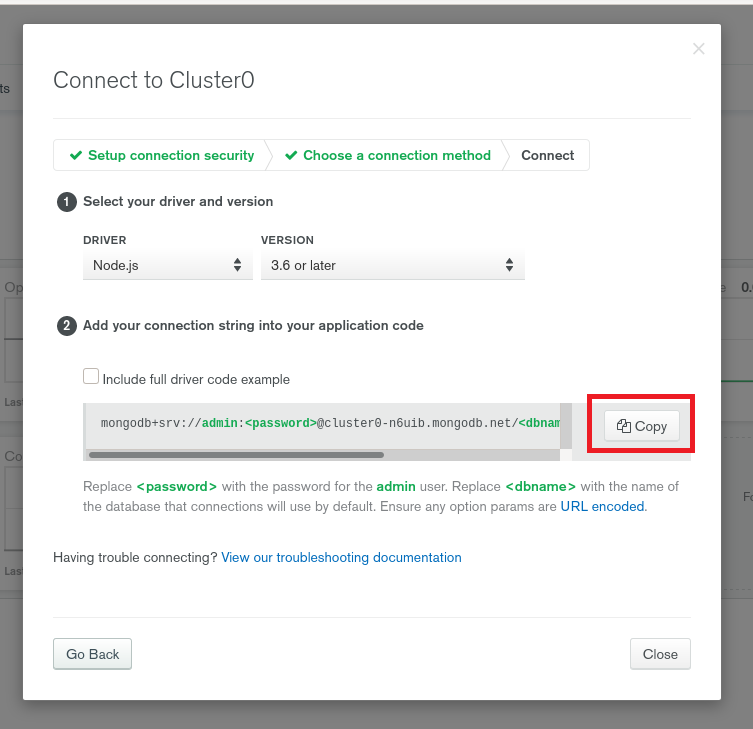 ×
Connect to Cluster0
Setup connection security
Choose a connection method
Connect
1 Select your driver and version
DRIVER
VERSION
Node.js
3.6 or later
2 Add your connection string into your application code
Include full driver code example
mongodb+srv://admin:<password>@cluster0-n6uib.mongodb.net/<dbnam
Copy
Replace <password> with the password for the admin user. Replace <dbname> with the name of
the database that connections will use by default. Ensure any option params are URL encoded.
Having trouble connecting? View our troubleshooting documentation
Go Back
Close